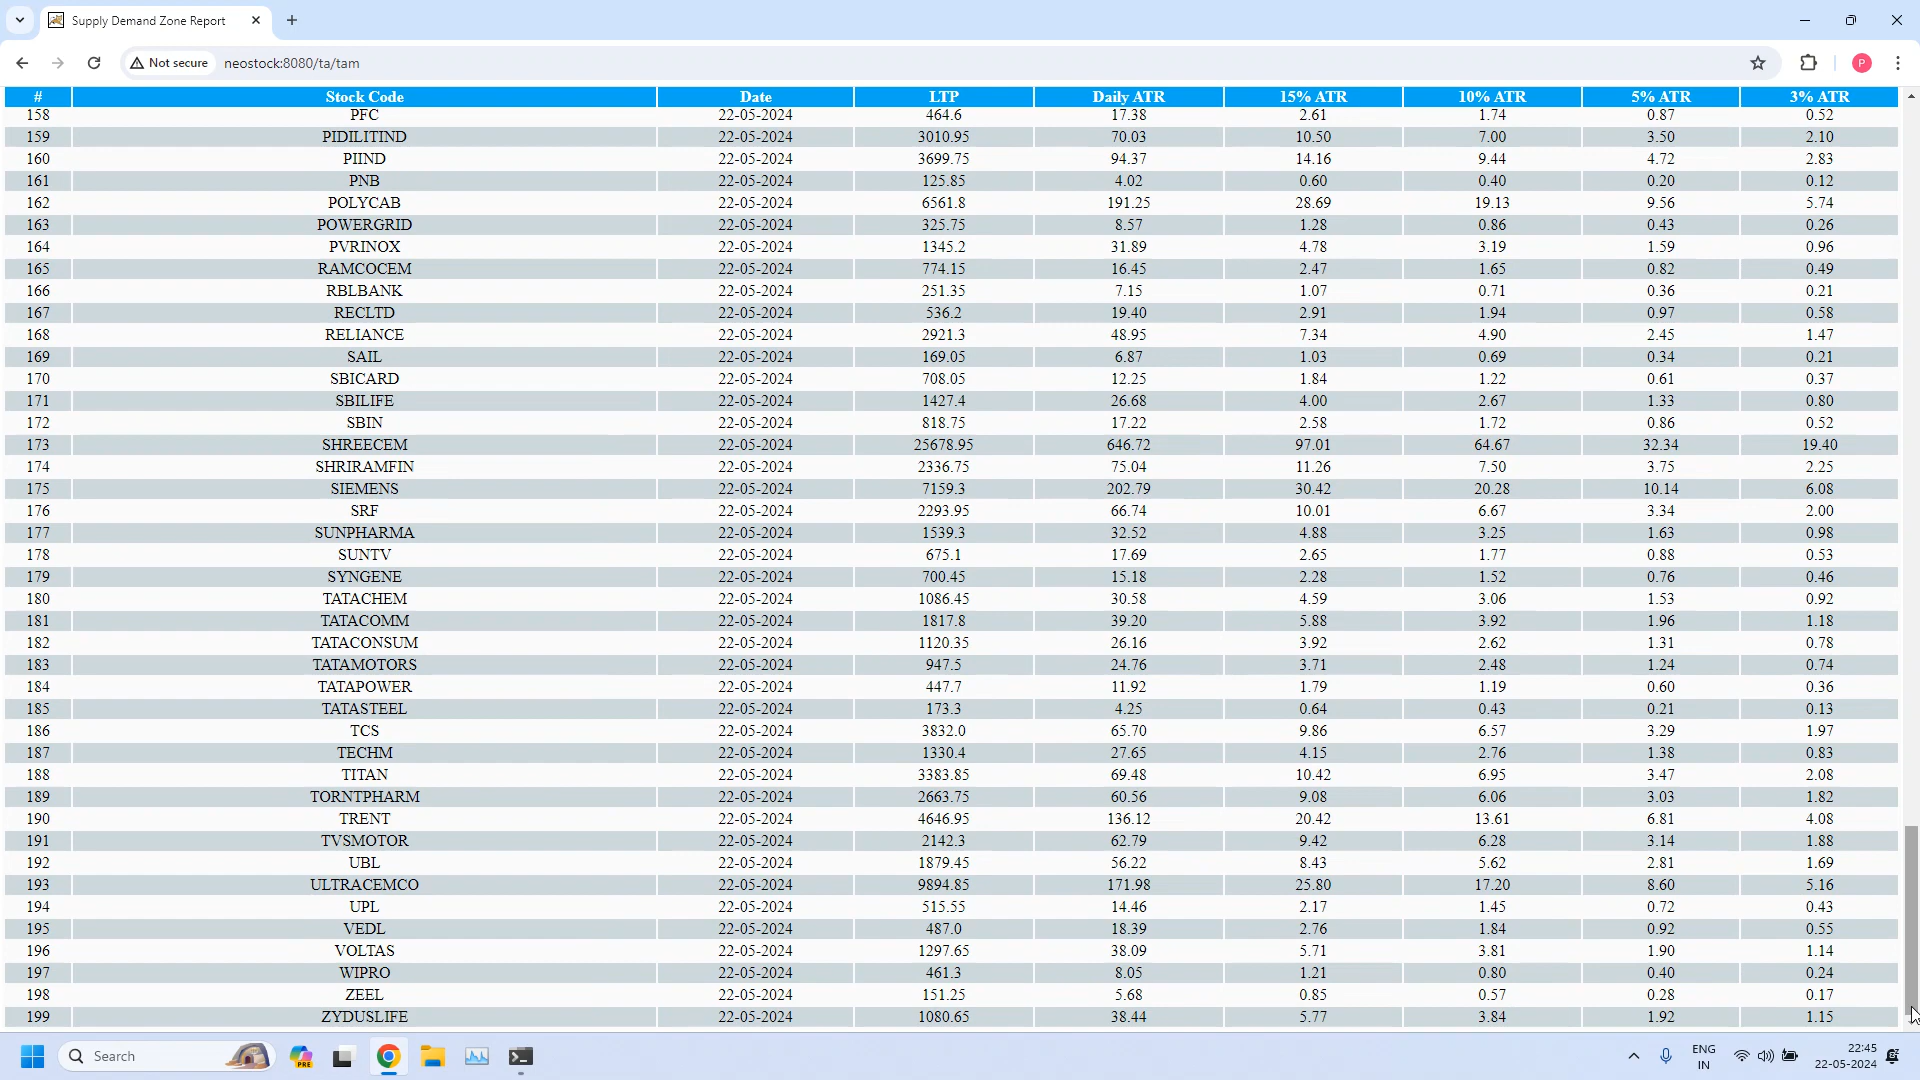 Supply Demand Zone Report
Not secure neostock:8080/ta/tam P
# Stock Code Date LTP Daily ATR 15% ATR 10% ATR 5% ATR 3% ATR
158 PFC 22-05-2024 464.6 17.38 2.61 1.74 0.87 0.52
159 PIDILITIND 22-05-2024 3010.95 70.03 10.50 7.00 3.50 2.10
160 PIIND 22-05-2024 3699.75 94.37 14.16 9.44 4.72 2.83
161 PNB 22-05-2024 125.85 4.02 0.60 0.40 0.20 0.12
162 POLYCAB 22-05-2024 6561.8 191.25 28.69 19.13 9.56 5.74
163 POWERGRID 22-05-2024 325.75 8.57 1.28 0.86 0.43 0.26
164 PVRINOX 22-05-2024 1345.2 31.89 4.78 3.19 1.59 0.96
165 RAMCOCEM 22-05-2024 774.15 16.45 2.47 1.65 0.82 0.49
166 RBLBANK 22-05-2024 251.35 7.15 1.07 0.71 0.36 0.21
167 RECLTD 22-05-2024 536.2 19.40 2.91 1.94 0.97 0.58
168 RELIANCE 22-05-2024 2921.3 48.95 7.34 4.90 2.45 1.47
169 SAIL 22-05-2024 169.05 6.87 1.03 0.69 0.34 0.21
170 SBICARD 22-05-2024 708.05 12.25 1.84 1.22 0.61 0.37
171 SBILIFE 22-05-2024 1427.4 26.68 4.00 2.67 1.33 0.80
172 SBIN 22-05-2024 818.75 17.22 2.58 1.72 0.86 0.52
173 SHREECEM 22-05-2024 25678.95 646.72 97.01 64.67 32.34 19.40
174 SHRIRAMFIN 22-05-2024 2336.75 75.04 11.26 7.50 3.75 2.25
175 SIEMENS 22-05-2024 7159.3 202.79 30.42 20.28 10.14 6.08
176 SRF 22-05-2024 2293.95 66.74 10.01 6.67 3.34 2.00
177 SUNPHARMA 22-05-2024 1539.3 32.52 4.88 3.25 1.63 0.98
178 SUNTV 22-05-2024 675.1 17.69 2.65 1.77 0.88 0.53
179 SYNGENE 22-05-2024 700.45 15.18 2.28 1.52 0.76 0.46
180 TATACHEM 22-05-2024 1086.45 30.58 4.59 3.06 1.53 0.92
181 TATACOMM 22-05-2024 1817.8 39.20 5.88 3.92 1.96 1.18
182 TATACONSUM 22-05-2024 1120.35 26.16 3.92 2.62 1.31 0.78
183 TATAMOTORS 22-05-2024 947.5 24.76 3.71 2.48 1.24 0.74
184 TATAPOWER 22-05-2024 447.7 11.92 1.79 1.19 0.60 0.36
185 TATASTEEL 22-05-2024 173.3 4.25 0.64 0.43 0.21 0.13
186 TCS 22-05-2024 3832.0 65.70 9.86 6.57 3.29 1.97
187 TECHM 22-05-2024 1330.4 27.65 4.15 2.76 1.38 0.83
188 TITAN 22-05-2024 3383.85 69.48 10.42 6.95 3.47 2.08
189 TORNTPHARM 22-05-2024 2663.75 60.56 9.08 6.06 3.03 1.82
190 TRENT 22-05-2024 4646.95 136.12 20.42 13.61 6.81 4.08
191 TVSMOTOR 22-05-2024 2142.3 62.79 9.42 6.28 3.14 1.88
192 UBL 22-05-2024 1879.45 56.22 8.43 5.62 2.81 1.69
193 ULTRACEMCO 22-05-2024 9894.85 171.98 25.80 17.20 8.60 5.16
194 UPL 22-05-2024 515.55 14.46 2.17 1.45 0.72 0.43
195 VEDL 22-05-2024 487.0 18.39 2.76 1.84 0.92 0.55
196 VOLTAS 22-05-2024 1297.65 38.09 5.71 3.81 1.90 1.14
197 WIPRO 22-05-2024 461.3 8.05 1.21 0.80 0.40 0.24
198 ZEEL 22-05-2024 151.25 5.68 0.85 0.57 0.28 0.17
199 ZYDUSLIFE 22-05-2024 1080.65 38.44 5.77 3.84 1.92 1.15
Search PRE ENG 22:45
IN 22-05-2024